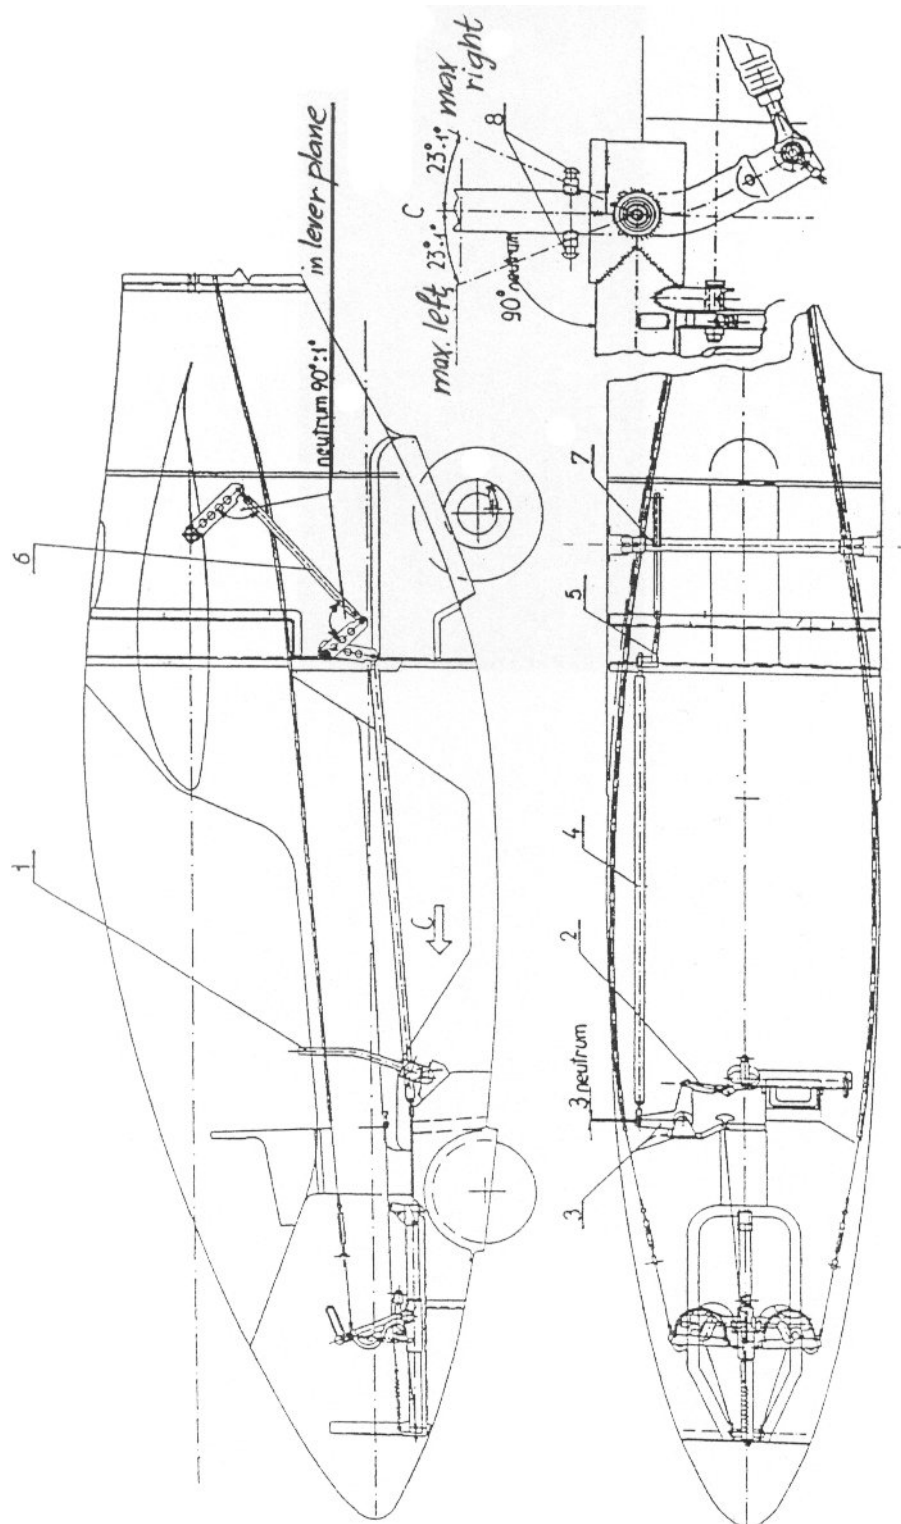 in lever plane
neutrum 90°±1°
6
1
max. left
23°±1°
C
23°±1°
max
right
8
90° neutrum
7
5
4
2
3 neutrum
3
C